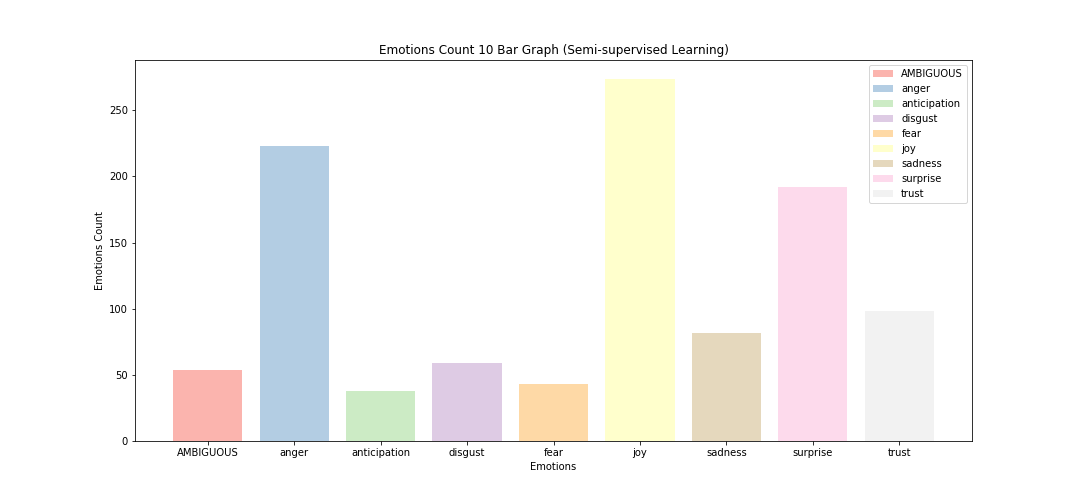 Emotions Count 10 Bar Graph (Semi-supervised Learning)
AMBIGUOUS
anger
anticipation
disgust
fear
joy
sadness
surprise
trust
Emotions Count
250
200
150
100
50
0
AMBIGUOUS anger anticipation disgust fear joy sadness surprise trust
Emotions